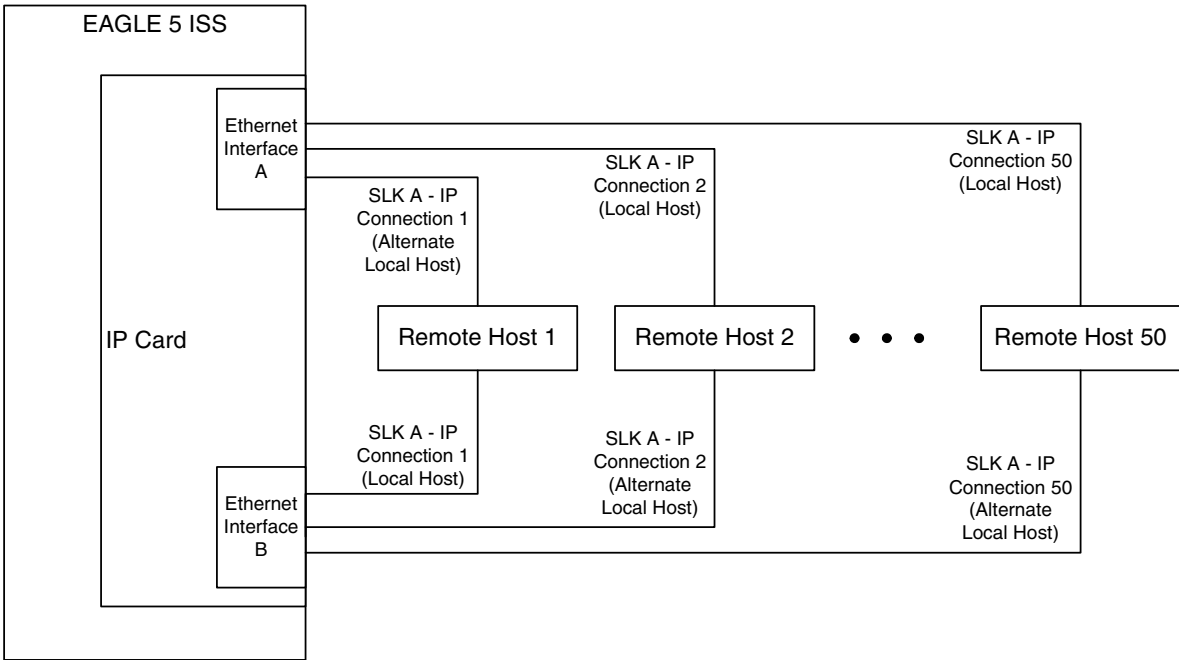 EAGLE 5 ISS
Ethernet
Interface
A
SLK A - IP
Connection 1
(Alternate
Local Host)
SLK A - IP
Connection 2
(Local Host)
SLK A - IP
Connection 50
(Local Host)
IP Card
Remote Host 1
Remote Host 2
• • •
Remote Host 50
SLK A - IP
Connection 1
(Local Host)
SLK A - IP
Connection 2
(Alternate
Local Host)
SLK A - IP
Connection 50
(Alternate
Local Host)
Ethernet
Interface
B